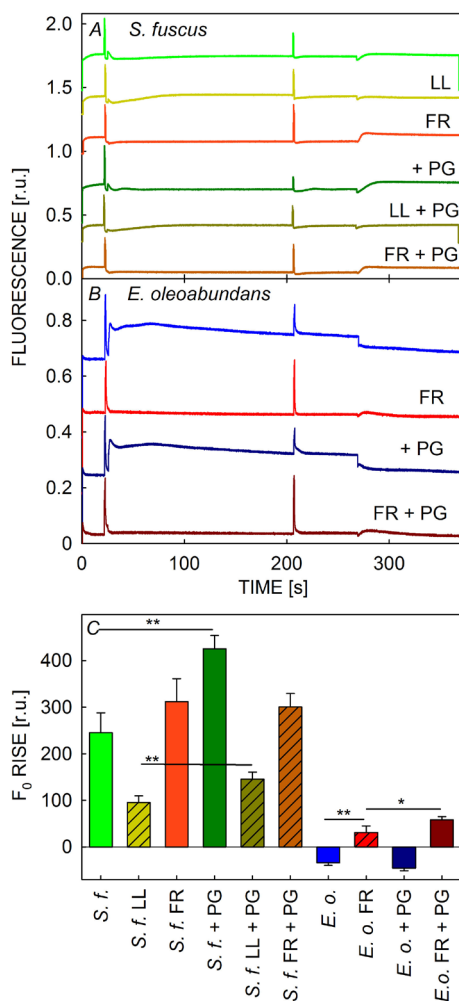 A S. fuscus
2.0
1.5
1.0
0.5
0.0
LL
FR
+ PG
LL + PG
FR + PG
FLUORESCENCE [r.u.]
B E. oleoabundans
0.8
0.6
0.4
0.2
0
FR
+ PG
FR + PG
0 100 200 300
TIME [s]
C
**
**
**
*
400
300
200
100
0
F0 RISE [r.u.]
S. f.
S. f. LL
S. f. FR
S. f. + PG
S. f. LL + PG
S. f. FR + PG
E. o.
E. o. FR
E. o. + PG
E.o. FR + PG